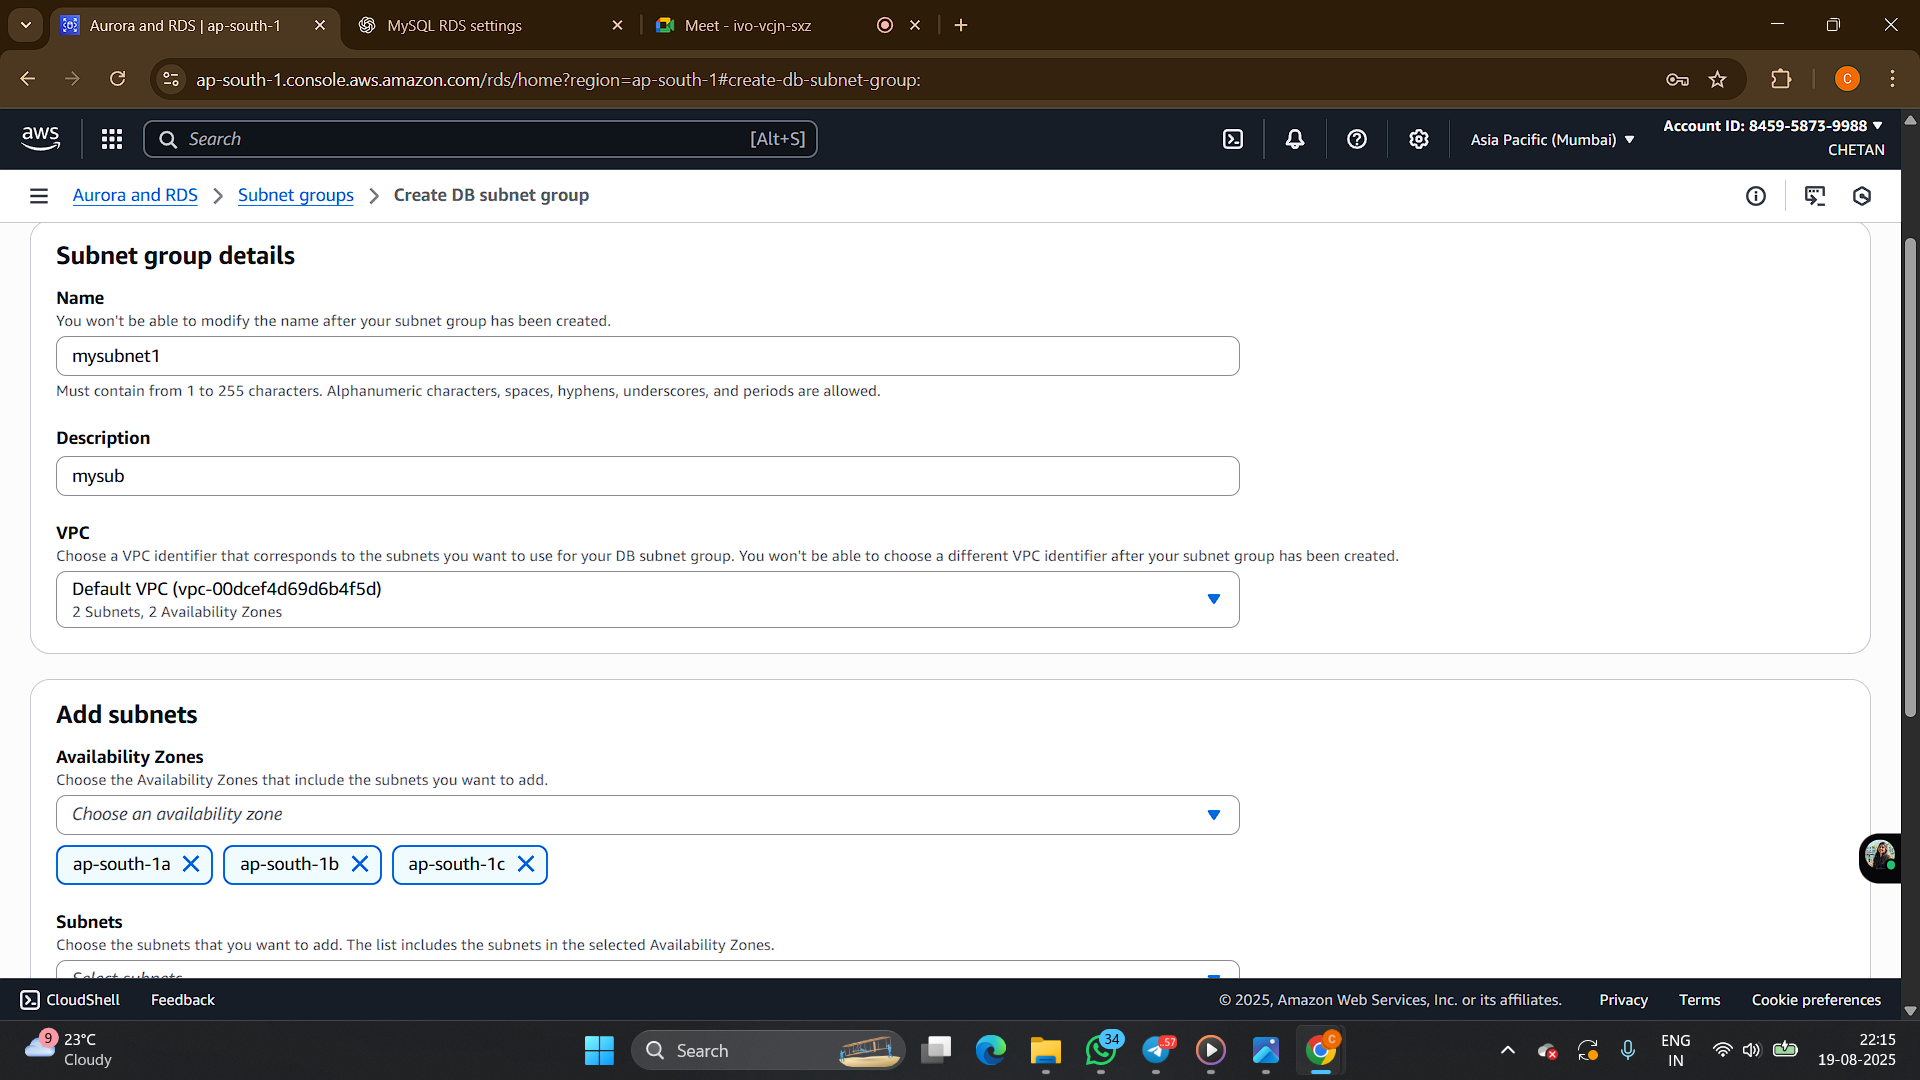 Aurora and RDS | ap-south-1
MySQL RDS settings
Meet - ivo-vcjn-sxz
ap-south-1.console.aws.amazon.com/rds/home?region=ap-south-1#create-db-subnet-group:
C
aws
Search
[Alt+S]
Asia Pacific (Mumbai)
Account ID: 8459-5873-9988
CHETAN
Aurora and RDS
Subnet groups
Create DB subnet group
Subnet group details
Name
You won't be able to modify the name after your subnet group has been created.
mysubnet1
Must contain from 1 to 255 characters. Alphanumeric characters, spaces, hyphens, underscores, and periods are allowed.
Description
mysub
VPC
Choose a VPC identifier that corresponds to the subnets you want to use for your DB subnet group. You won't be able to choose a different VPC identifier after your subnet group has been created.
Default VPC (vpc-00dcef4d69d6b4f5d)
2 Subnets, 2 Availability Zones
Add subnets
Availability Zones
Choose the Availability Zones that include the subnets you want to add.
Choose an availability zone
ap-south-1a
ap-south-1b
ap-south-1c
Subnets
Choose the subnets that you want to add. The list includes the subnets in the selected Availability Zones.
Select subnets
CloudShell
Feedback
© 2025, Amazon Web Services, Inc. or its affiliates.
Privacy
Terms
Cookie preferences
9
23°C
Cloudy
Search
34
57
C
ENG
IN
22:15
19-08-2025